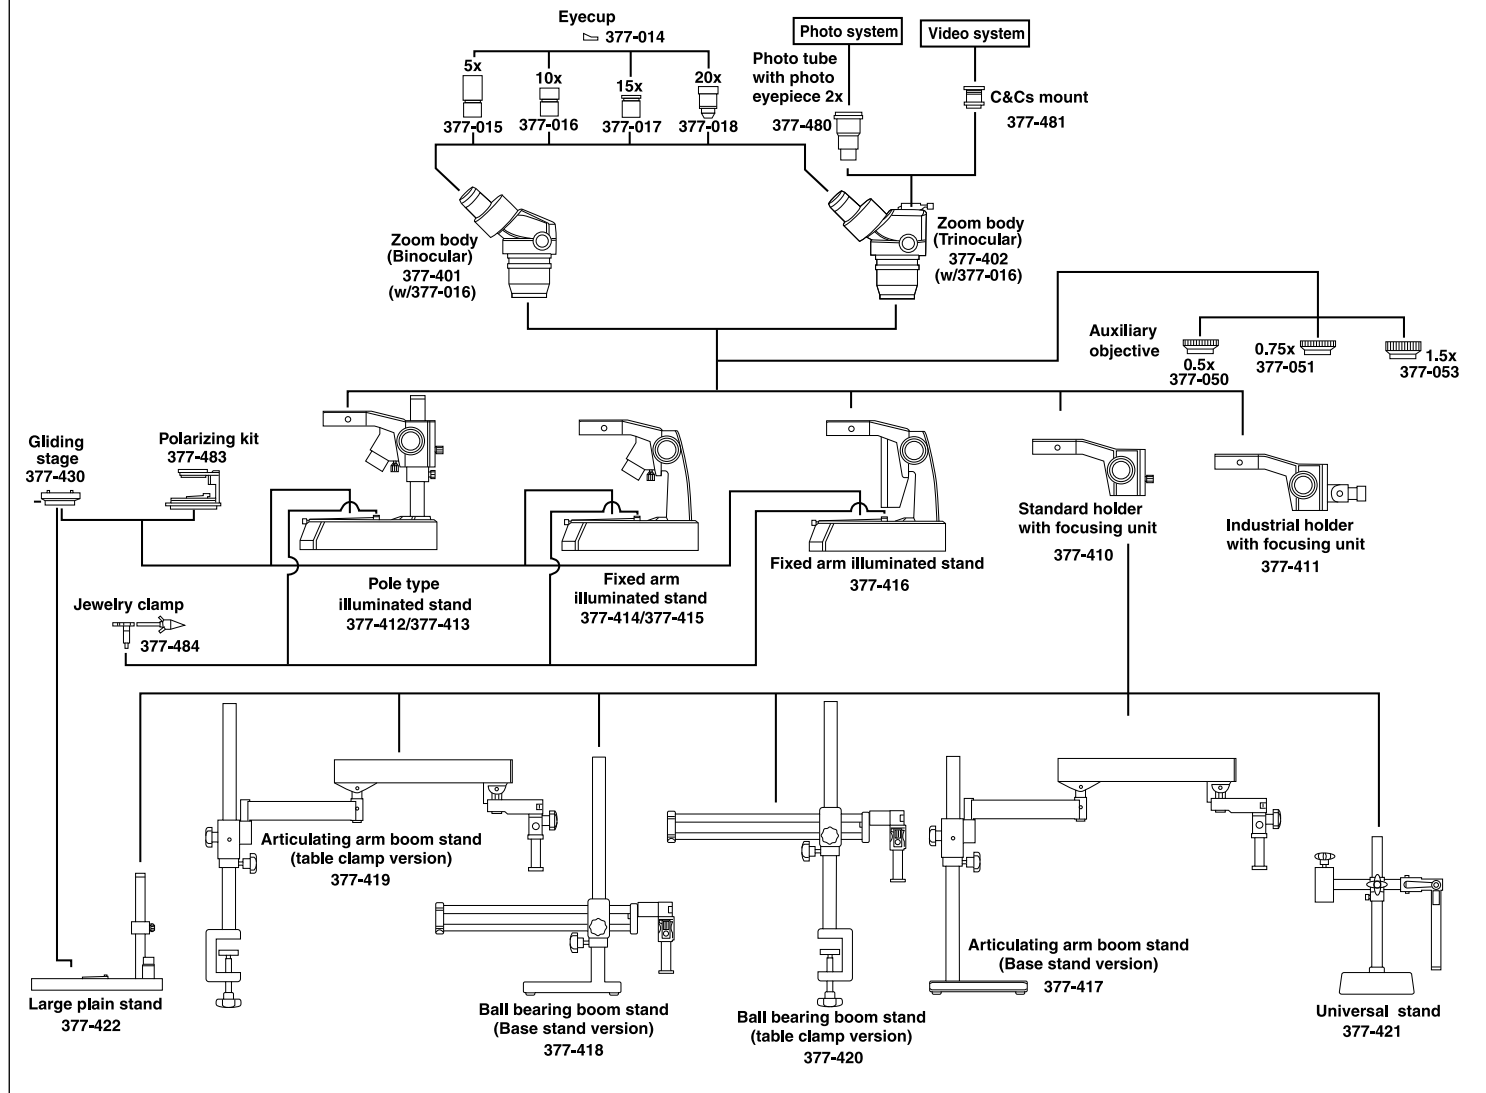 Eyecup
377-014
5x
377-015
10x
377-016
15x
377-017
20x
377-018
Photo system
Video system
Photo tube
with photo
eyepiece 2x
377-480
C&Cs mount
377-481
Zoom body
(Binocular)
377-401
(w/377-016)
Zoom body
(Trinocular)
377-402
(w/377-016)
Auxiliary
objective
0.5x
377-050
0.75x
377-051
1.5x
377-053
Gliding
stage
377-430
Polarizing kit
377-483
Pole type
illuminated stand
377-412/377-413
Fixed arm
illuminated stand
377-414/377-415
Fixed arm illuminated stand
377-416
Standard holder
with focusing unit
377-410
Industrial holder
with focusing unit
377-411
Jewelry clamp
377-484
Articulating arm boom stand
(table clamp version)
377-419
Large plain stand
377-422
Ball bearing boom stand
(Base stand version)
377-418
Ball bearing boom stand
(table clamp version)
377-420
Articulating arm boom stand
(Base stand version)
377-417
Universal stand
377-421